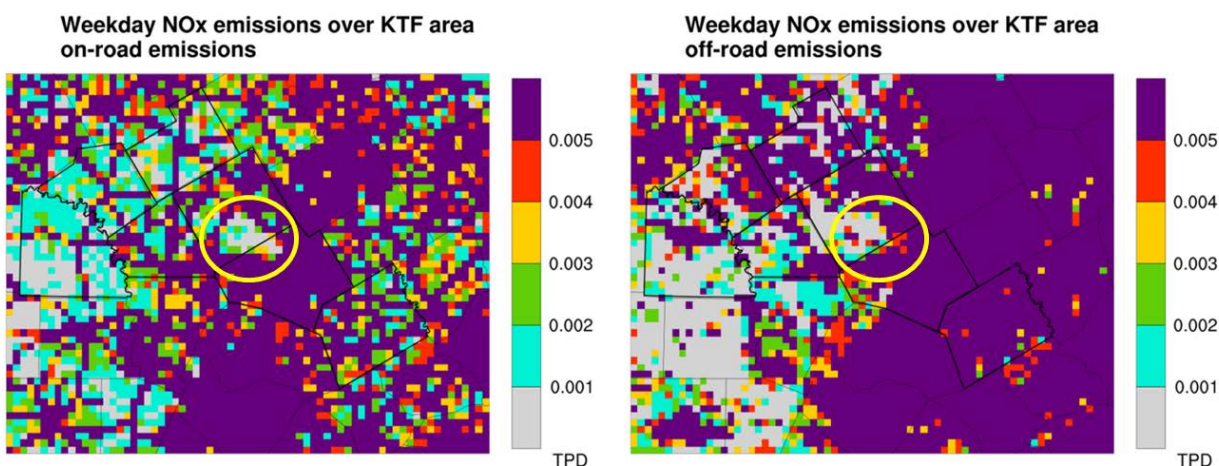 Weekday NOx emissions over KTF area
on-road emissions
0.005
0.004
0.003
0.002
0.001
TPD
Weekday NOx emissions over KTF area
off-road emissions
0.005
0.004
0.003
0.002
0.001
TPD